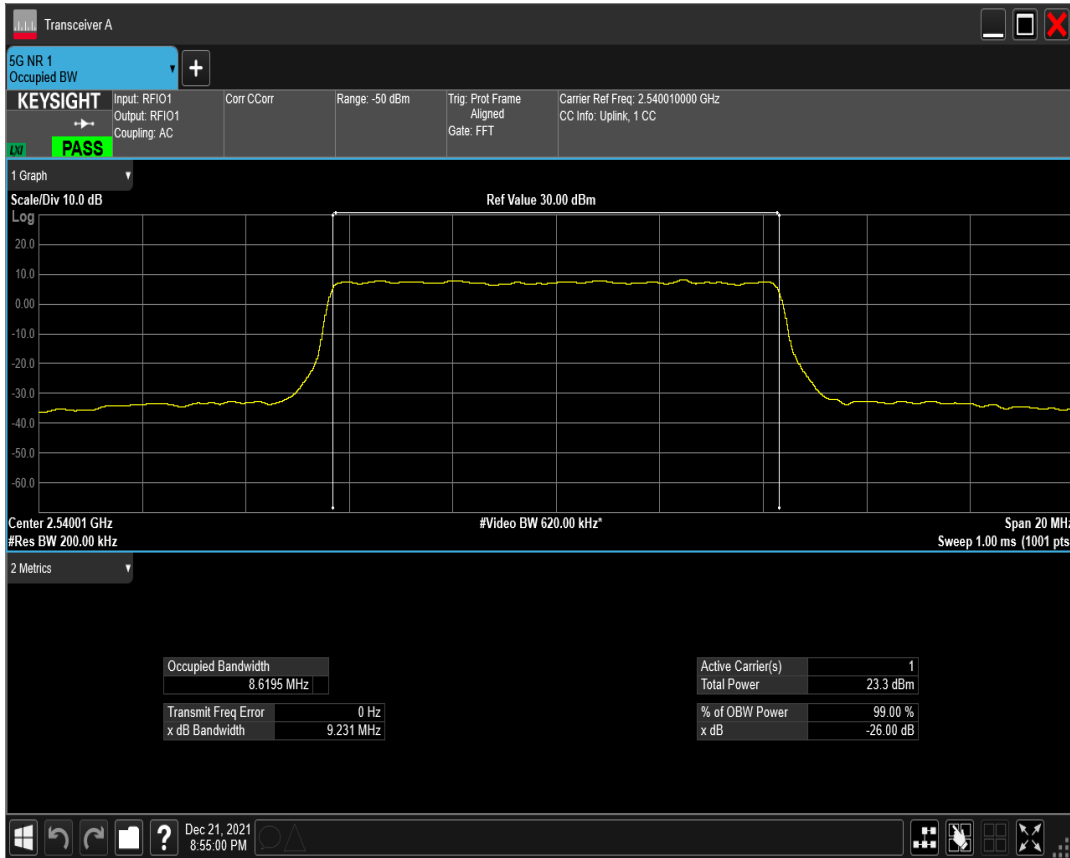 Transceiver A
5G NR 1
Occupied BW
+
KEYSIGHT
Input: RFIO1
Output: RFIO1
Coupling: AC
Corr CCorr
Range: -50 dBm
Trig: Prot Frame
Aligned
Gate: FFT
Carrier Ref Freq: 2.540010000 GHz
CC Info: Uplink, 1 CC
LXI
PASS
1 Graph
Scale/Div 10.0 dB
Ref Value 30.00 dBm
Log
20.0
10.0
0.00
-10.0
-20.0
-30.0
-40.0
-50.0
-60.0
Center 2.54001 GHz
#Video BW 620.00 kHz*
Span 20 MHz
#Res BW 200.00 kHz
Sweep 1.00 ms (1001 pts
2 Metrics
Occupied Bandwidth
8.6195 MHz
Transmit Freq Error 0 Hz
x dB Bandwidth 9.231 MHz
Active Carrier(s) 1
Total Power 23.3 dBm
% of OBW Power 99.00 %
x dB -26.00 dB
?
Dec 21, 2021
8:55:00 PM